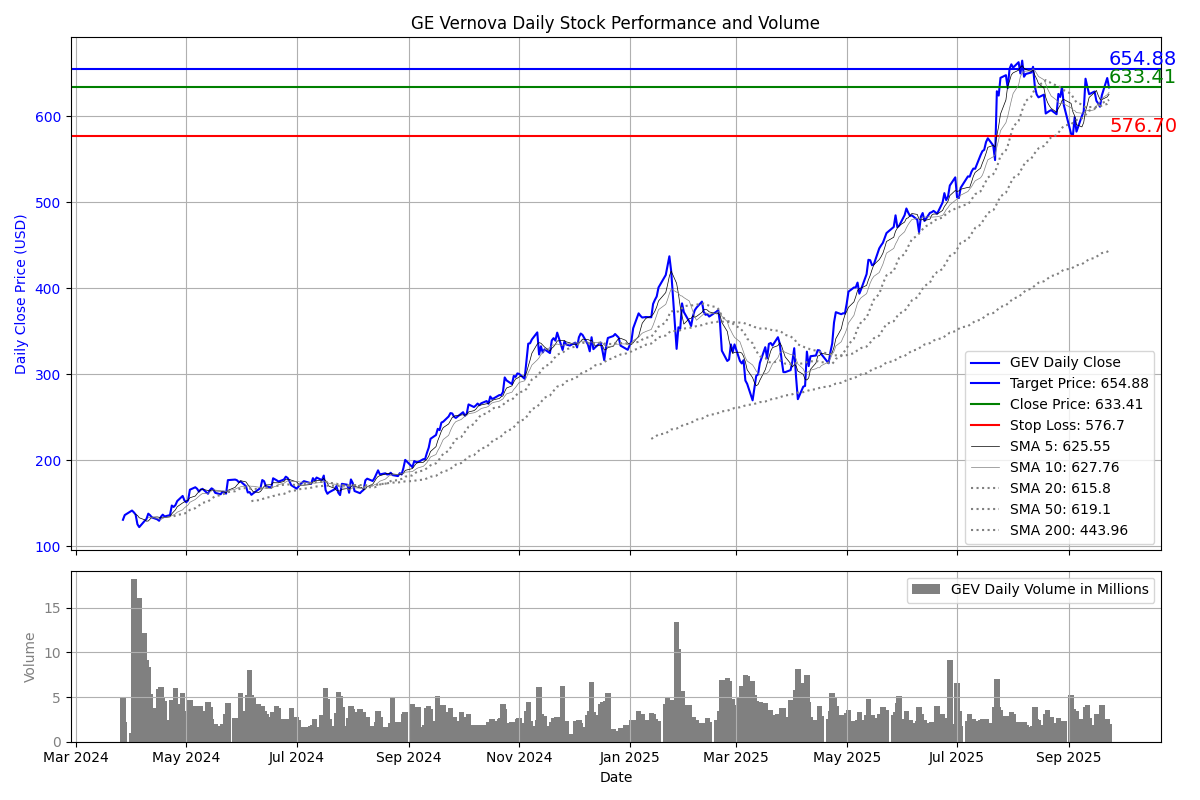 GE Vernova Daily Stock Performance and Volume
654.88
633.41
576.70
600
500
400
300
200
100
Daily Close Price (USD)
GEV Daily Close
Target Price: 654.88
Close Price: 633.41
Stop Loss: 576.7
SMA 5: 625.55
SMA 10: 627.76
SMA 20: 615.8
SMA 50: 619.1
SMA 200: 443.96
GEV Daily Volume in Millions
15
10
5
0
Volume
Mar 2024 May 2024 Jul 2024 Sep 2024 Nov 2024 Jan 2025 Mar 2025 May 2025 Jul 2025 Sep 2025
Date